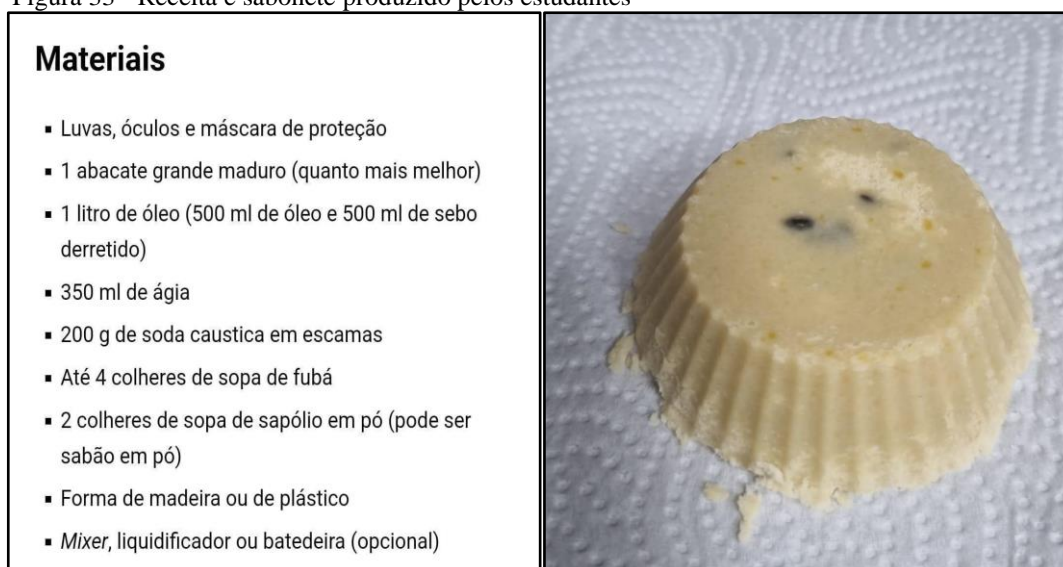 Figura 33 - Receita e sabonete produzido pelos estudantes
Materiais
▪ Luvas, óculos e máscara de proteção
▪ 1 abacate grande maduro (quanto mais melhor)
▪ 1 litro de óleo (500 ml de óleo e 500 ml de sebo
derretido)
▪ 350 ml de ágia
▪ 200 g de soda caustica em escamas
▪ Até 4 colheres de sopa de fubá
▪ 2 colheres de sopa de sapólio em pó (pode ser
sabão em pó)
▪ Forma de madeira ou de plástico
▪ Mixer, liquidificador ou batedeira (opcional)